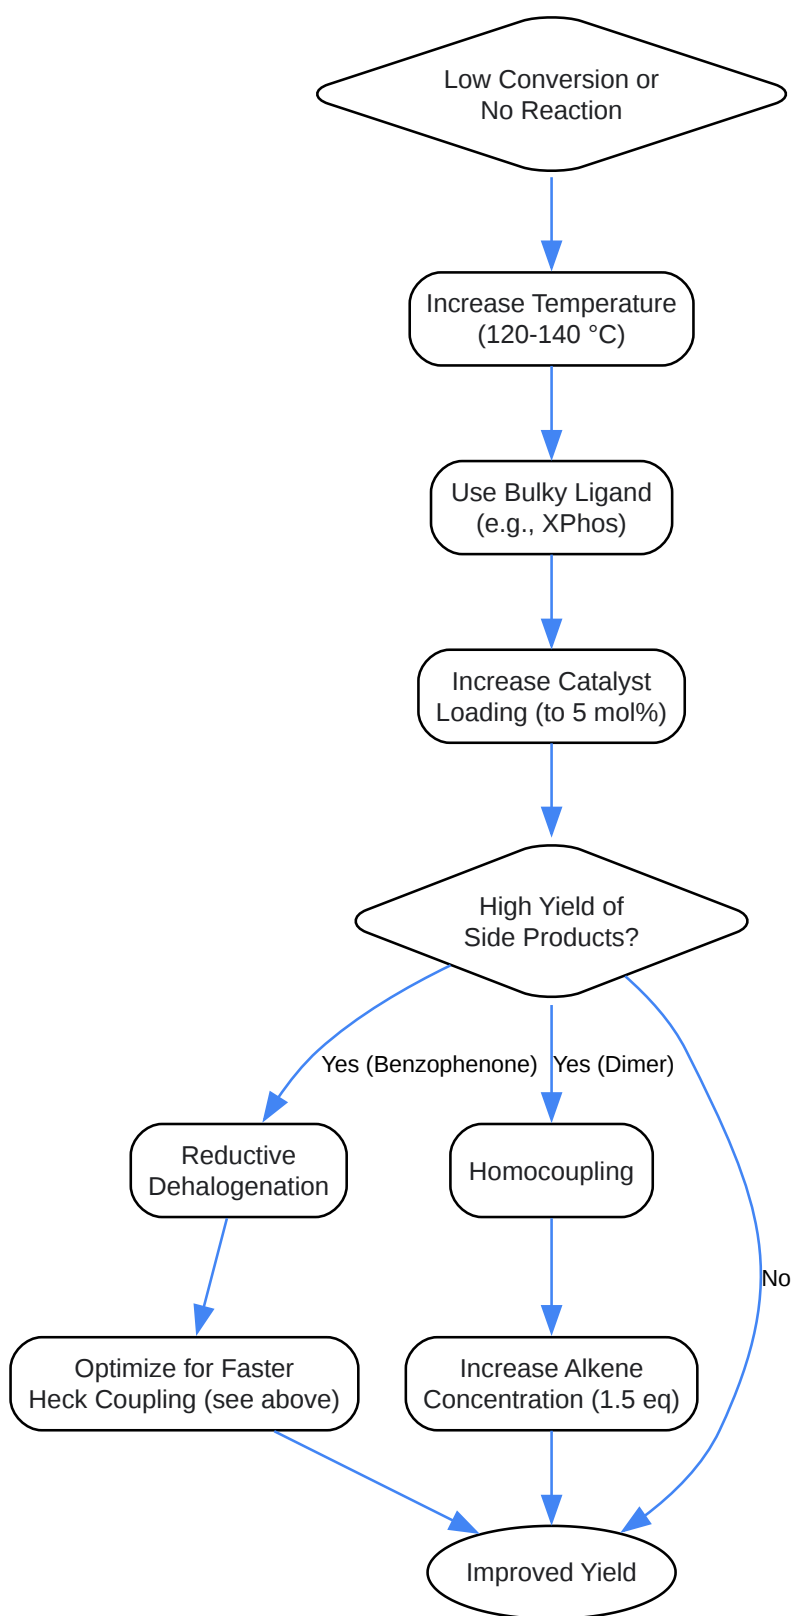 Low Conversion or
No Reaction
Increase Temperature
(120-140 °C)
Use Bulky Ligand
(e.g., XPhos)
Increase Catalyst
Loading (to 5 mol%)
High Yield of
Side Products?
Yes (Benzophenone)
Yes (Dimer)
Reductive
Dehalogenation
Homocoupling
No
Optimize for Faster
Heck Coupling (see above)
Increase Alkene
Concentration (1.5 eq)
Improved Yield